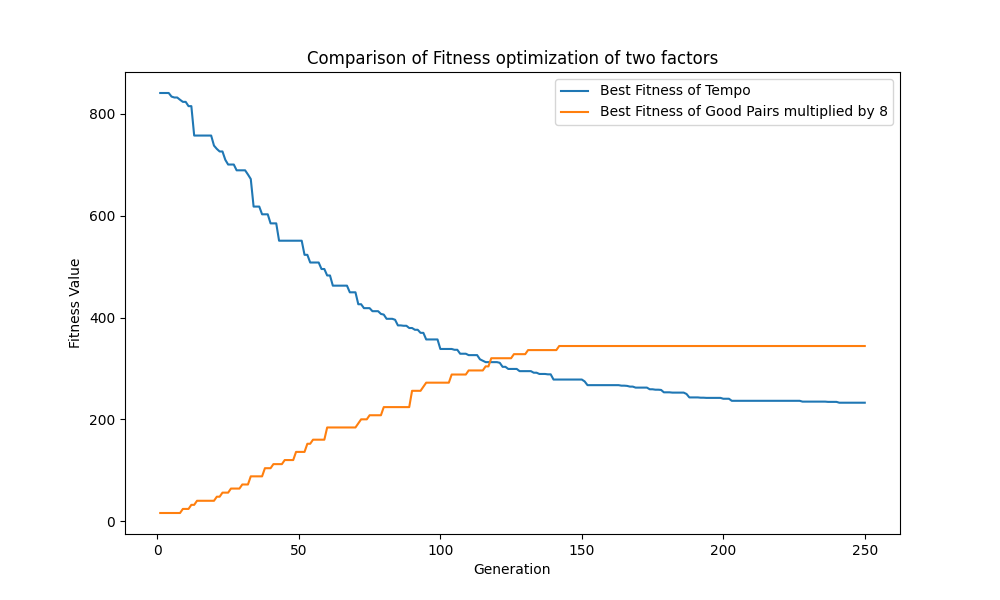 Comparison of Fitness optimization of two factors
Best Fitness of Tempo
Best Fitness of Good Pairs multiplied by 8
Fitness Value
800
600
400
200
0
0 50 100 150 200 250
Generation